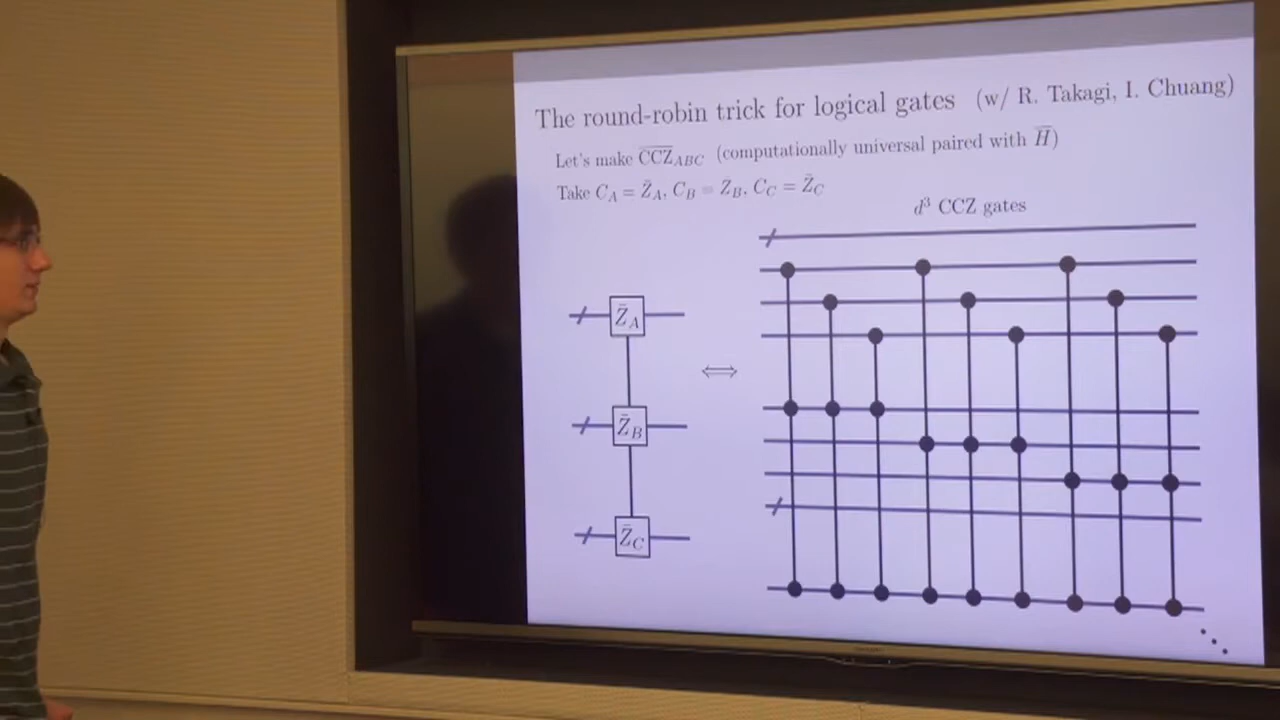 The round-robin trick for logical gates (w/ R. Takagi, I. Chuang)
Let's make C̅C̅Z̅_ABC (computationally universal paired with H̅)
Take C_A = Z̄_A, C_B = Z̄_B, C_C = Z̄_C
d³ CCZ gates
Z̄_A
⟺
Z̄_B
Z̄_C